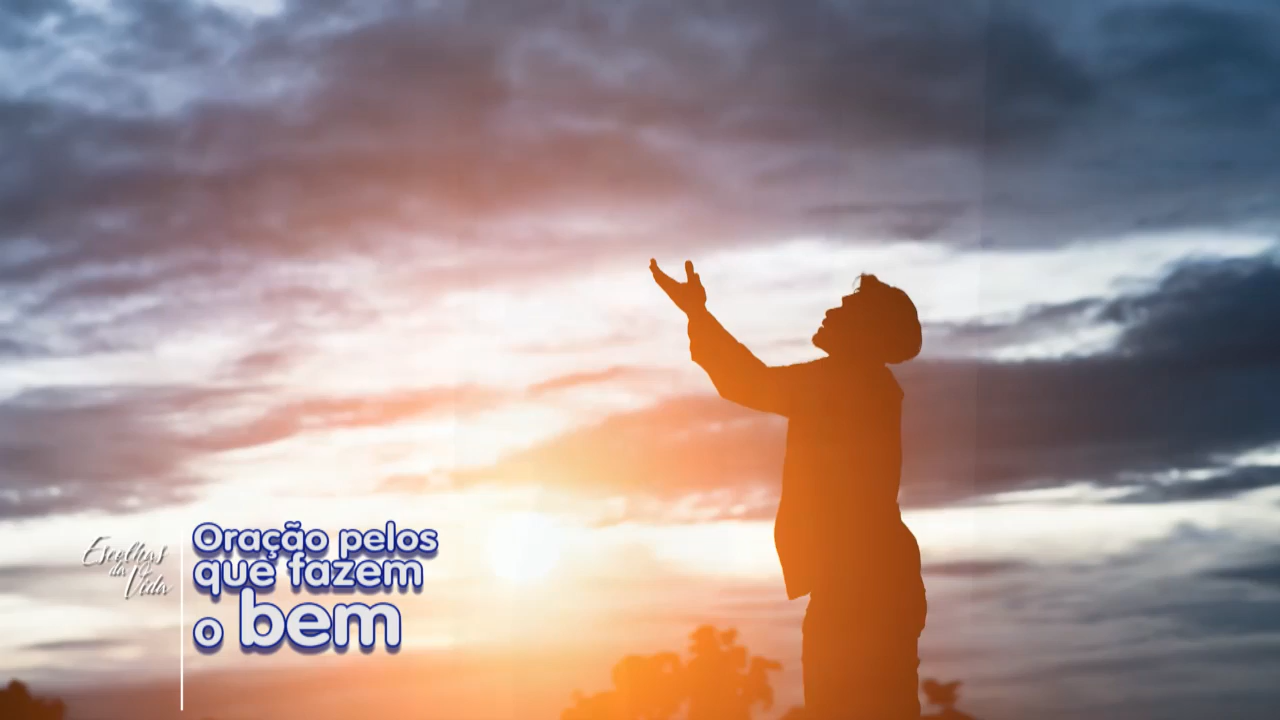 Escolhas
da Vida
Oração pelos
que fazem
o bem